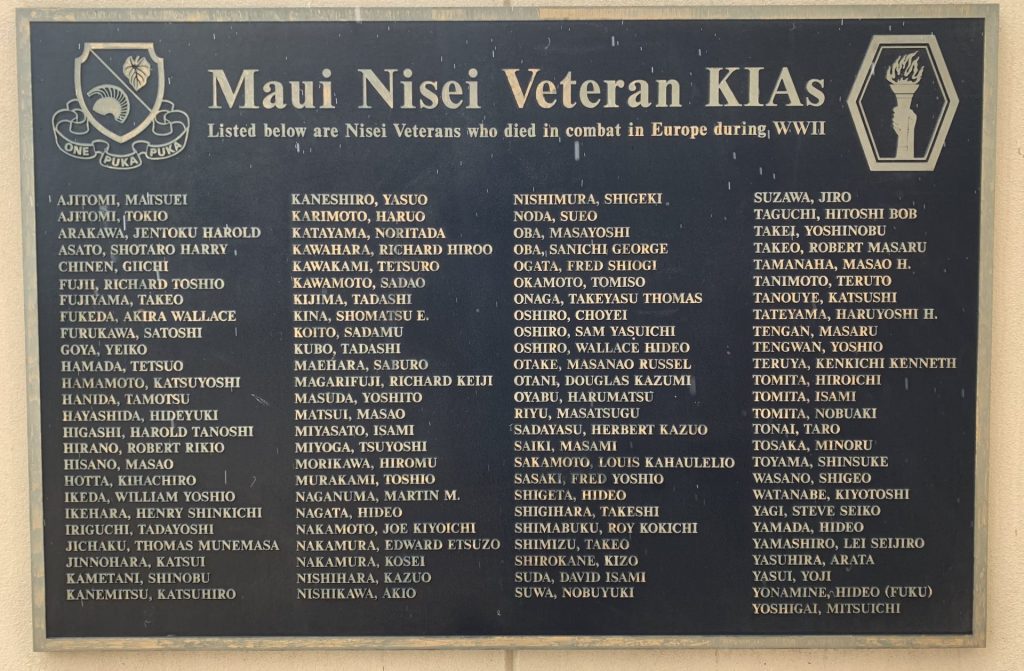 ONE PUKA PUKA
Maui Nisei Veteran KIAs
Listed below are Nisei Veterans who died in combat in Europe during WWII
AJITOMI, MATSUEI
AJITOMI, TOKIO
ARAKAWA, JENTOKU HAROLD
ASATO, SHOTARO HARRY
CHINEN, GIICHI
FUJII, RICHARD TOSHIO
FUJIYAMA, TAKEO
FUKEDA, AKIRA WALLACE
FURUKAWA, SATOSHI
GOYA, YEIKO
HAMADA, TETSUO
HAMAMOTO, KATSUYOSHI
HANIDA, TAMOTSU
HAYASHIDA, HIDEYUKI
HIGASHI, HAROLD TANOSHI
HIRANO, ROBERT RIKIO
HISANO, MASAO
HOTTA, KIHACHIRO
IKEDA, WILLIAM YOSHIO
IKEHARA, HENRY SHINKICHI
IRIGUCHI, TADAYOSHI
JICHAKU, THOMAS MUNEMASA
JINNOHARA, KATSUI
KAMETANI, SHINOBU
KANEMITSU, KATSUHIRO
KANESHIRO, YASUO
KARIMOTO, HARUO
KATAYAMA, NORITADA
KAWAHARA, RICHARD HIROO
KAWAKAMI, TETSURO
KAWAMOTO, SADAO
KIJIMA, TADASHI
KINA, SHOMATSU E.
KOITO, SADAMU
KUBO, TADASHI
MAEHARA, SABURO
MAGARIFUJI, RICHARD KEIJI
MASUDA, YOSHITO
MATSUI, MASAO
MIYASATO, ISAMI
MIYOGA, TSUYOSHI
MORIKAWA, HIROMU
MURAKAMI, TOSHIO
NAGANUMA, MARTIN M.
NAGATA, HIDEO
NAKAMOTO, JOE KIYOICHI
NAKAMURA, EDWARD ETSUZO
NAKAMURA, KOSEI
NISHIHARA, KAZUO
NISHIKAWA, AKIO
NISHIMURA, SHIGEKI
NODA, SUEO
OBA, MASAYOSHI
OBA, SANICHI GEORGE
OGATA, FRED SHIOGI
OKAMOTO, TOMISO
ONAGA, TAKEYASU THOMAS
OSHIRO, CHOYEI
OSHIRO, SAM YASUICHI
OSHIRO, WALLACE HIDEO
OTAKE, MASANAO RUSSEL
OTANI, DOUGLAS KAZUMI
OYABU, HARUMATSU
RIYU, MASATSUGU
SADAYASU, HERBERT KAZUO
SAIKI, MASAMI
SAKAMOTO, LOUIS KAHAULELIO
SASAKI, FRED YOSHIO
SHIGETA, HIDEO
SHIGIHARA, TAKESHI
SHIMABUKU, ROY KOKICHI
SHIMIZU, TAKEO
SHIROKANE, KIZO
SUDA, DAVID ISAMI
SUWA, NOBUYUKI
SUZAWA, JIRO
TAGUCHI, HITOSHI BOB
TAKEI, YOSHINOBU
TAKEO, ROBERT MASARU
TAMANAHA, MASAO H.
TANIMOTO, TERUTO
TANOUYE, KATSUSHI
TATEYAMA, HARUYOSHI H.
TENGAN, MASARU
TENGWAN, YOSHIO
TERUYA, KENKICHI KENNETH
TOMITA, HIROICHI
TOMITA, ISAMI
TOMITA, NOBUAKI
TONAI, TARO
TOSAKA, MINORU
TOYAMA, SHINSUKE
WASANO, SHIGEO
WATANABE, KIYOTOSHI
YAGI, STEVE SEIKO
YAMADA, HIDEO
YAMASHIRO, LEI SEIJIRO
YASUHIRA, ARATA
YASUI, YOJI
YONAMINE, HIDEO (FUKU)
YOSHIGAI, MITSUICHI